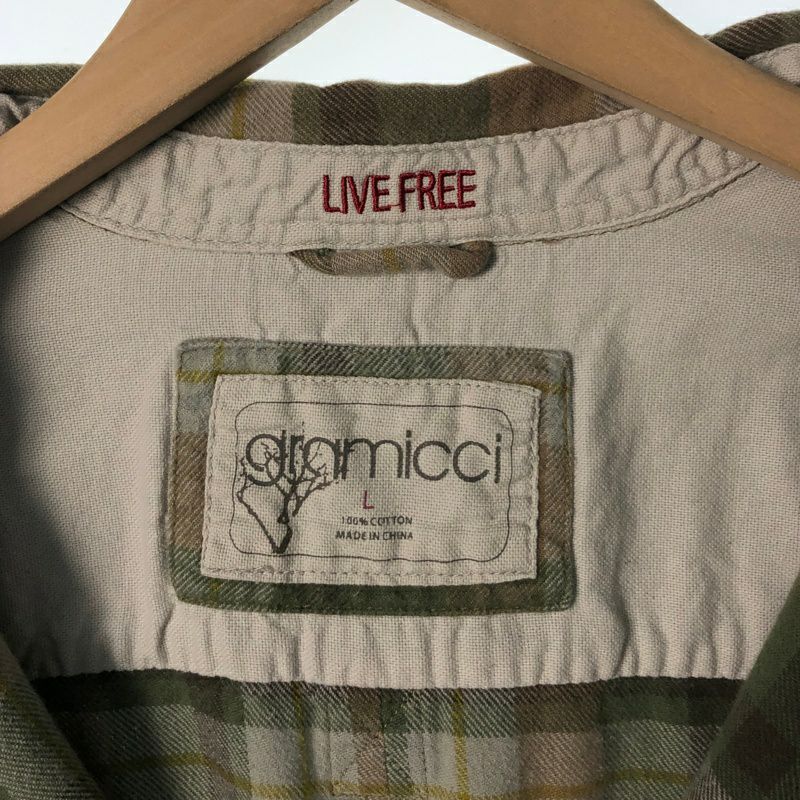 LIVE FREE
gramicci
L
100% COTTON
MADE IN CHINA